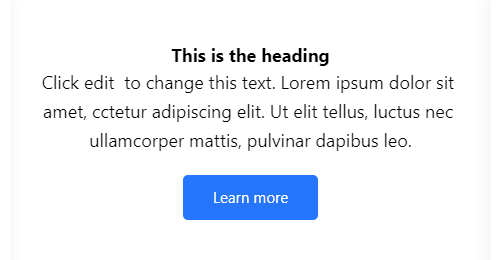 This is the heading
Click edit  to change this text. Lorem ipsum dolor sit
amet, cctetur adipiscing elit. Ut elit tellus, luctus nec
ullamcorper mattis, pulvinar dapibus leo.
Learn more